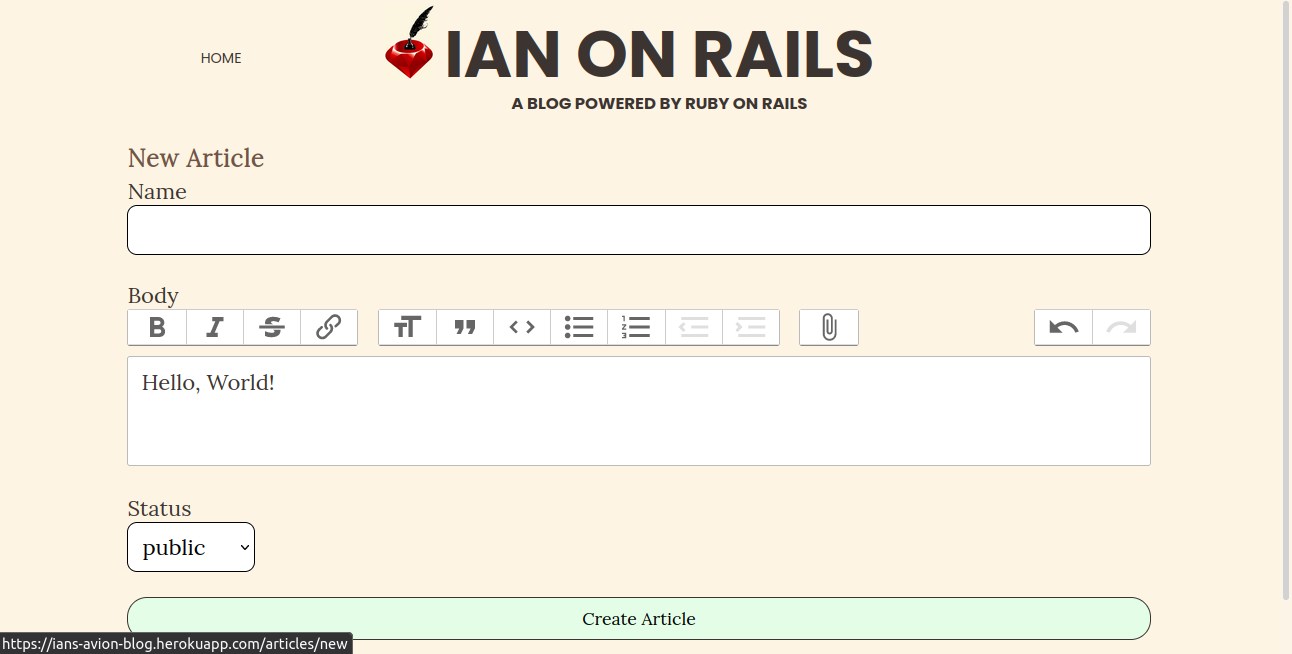 HOME
IAN ON RAILS
A BLOG POWERED BY RUBY ON RAILS
New Article
Name
Body
Hello, World!
Status
public
Create Article
https://ians-avion-blog.herokuapp.com/articles/new